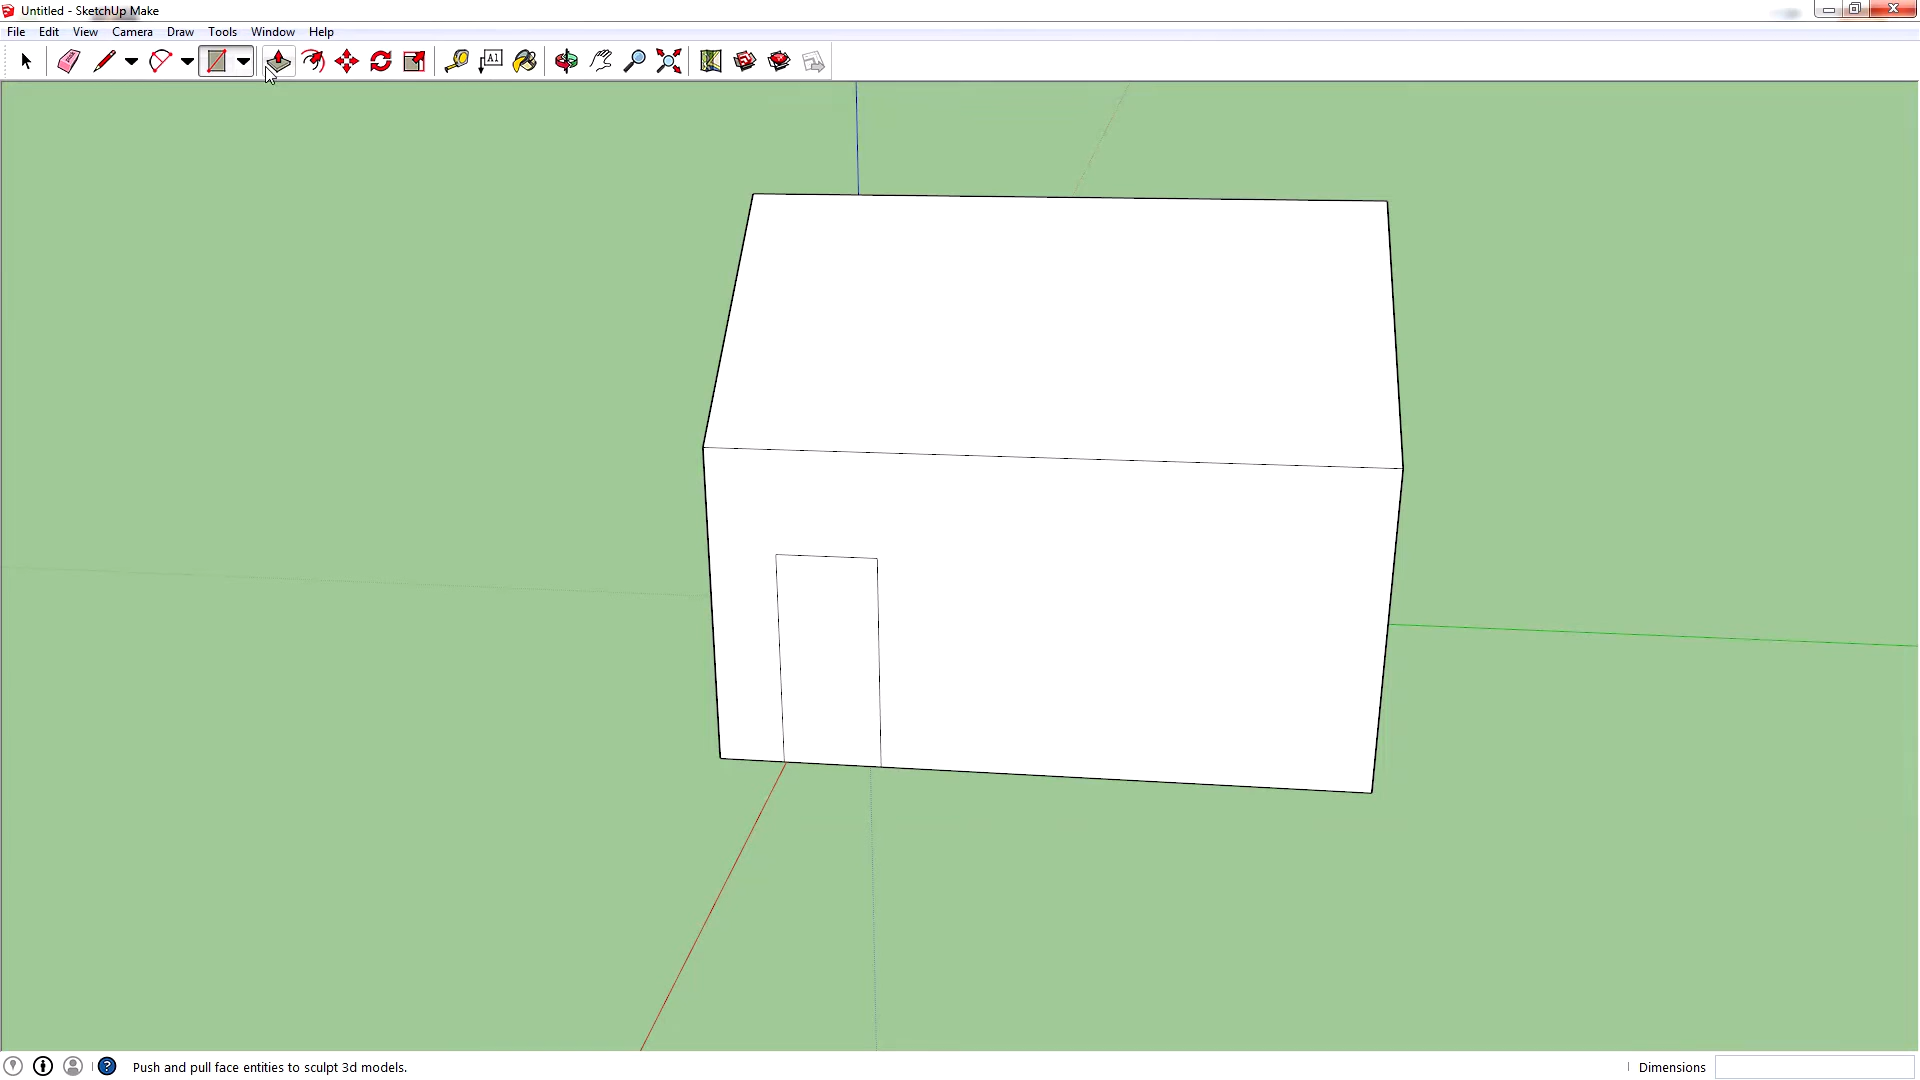 Untitled - SketchUp Make
File Edit View Camera Draw Tools Window Help
A1
Push and pull face entities to sculpt 3d models.
Dimensions